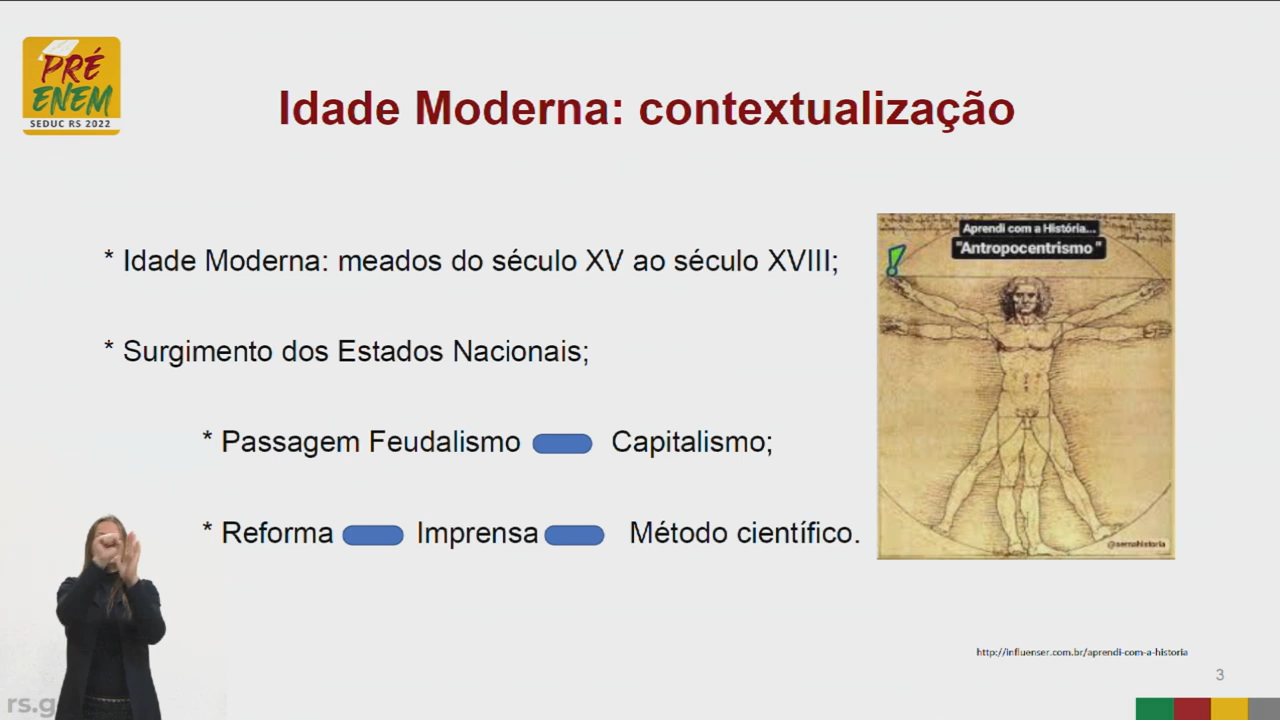 PRÉ
ENEM
SEDUC RS 2022
Idade Moderna: contextualização
* Idade Moderna: meados do século XV ao século XVIII;
* Surgimento dos Estados Nacionais;
* Passagem Feudalismo Capitalismo;
* Reforma Imprensa Método científico.
Aprendi com a História...
"Antropocentrismo"
@sernahistoria
http://influenser.com.br/aprendi-com-a-historia
3
rs.g